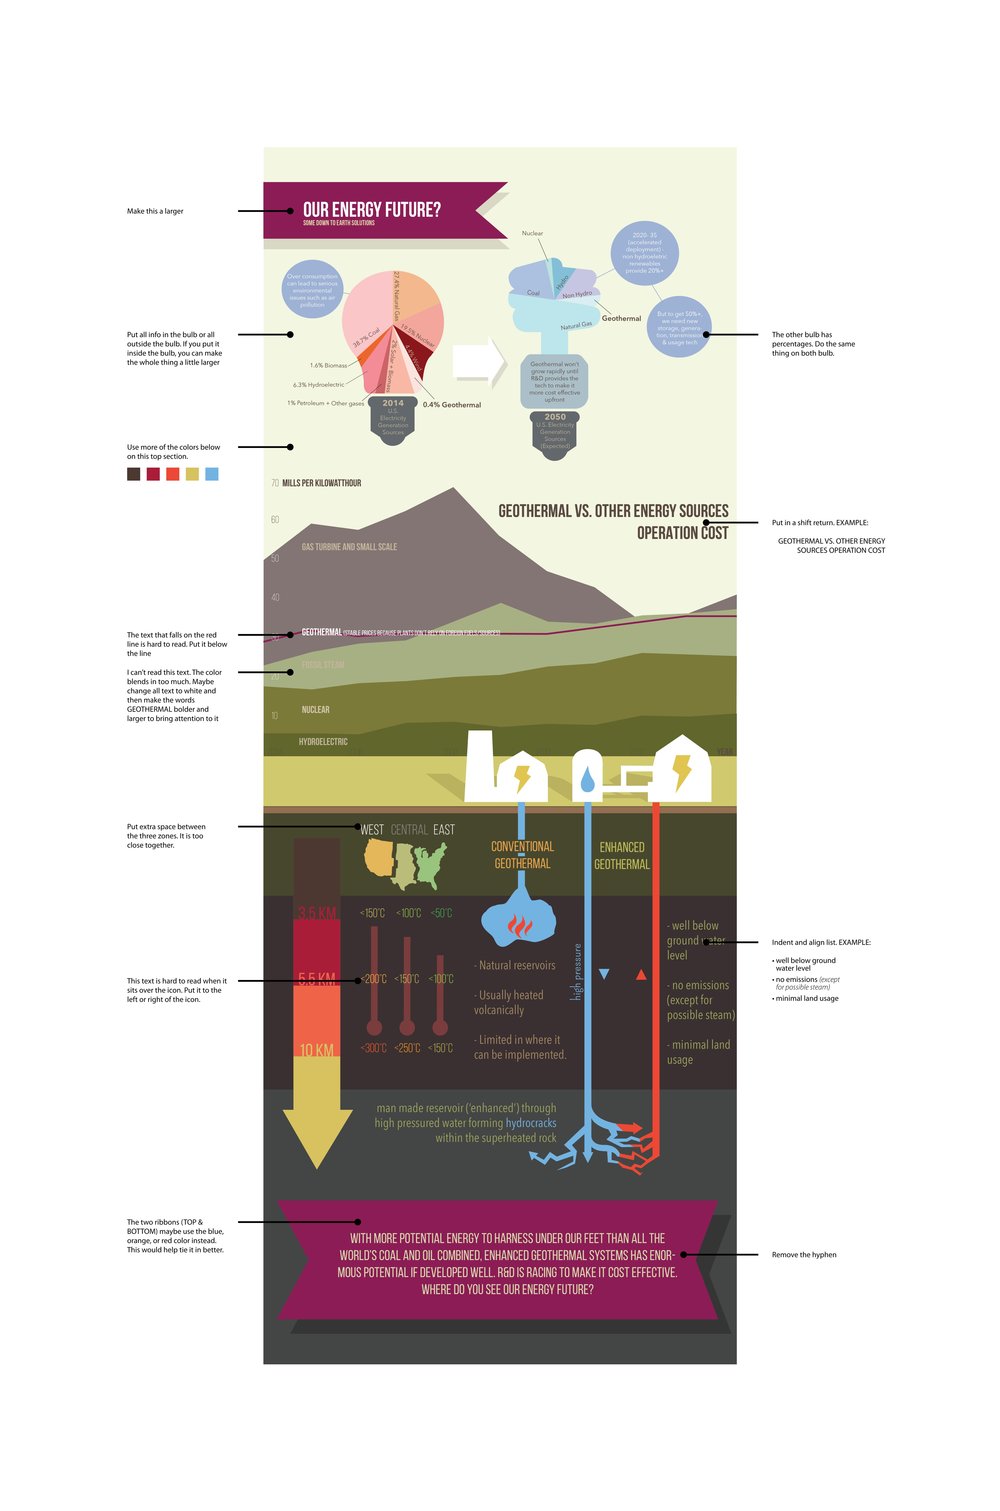 Make this a larger
OUR ENERGY FUTURE?
SOME DOWN TO EARTH SOLUTIONS
Over consumption
can lead to serious
environmental
issues such as air
pollution
27.4% Natural Gas
19.5% Nuclear
38.7% Coal
2% Solar + Biomass
1.6% Biomass
6.3% Hydroelectric
1% Petroleum + Other gases
0.4% Geothermal
2014
U.S.
Electricity
Generation
Sources
Nuclear
Coal
Hydro
Non Hydro
Geothermal
Natural Gas
2020-35
(accelerated
deployment) -
non hydroeletric
renewables
provide 20%+
But to get 50%+,
we need new
storage, genera
tion, transmission
& usage tech
Geothermal won't
grow rapidly until
R&D provides the
tech to make it
more cost effective
upfront
2050
U.S. Electricity
Generation
Sources
(Expected)
Put all info in the bulb or all
outside the bulb. If you put it
inside the bulb, you can make
the whole thing a little larger
The other bulb has
percentages. Do the same
thing on both bulb.
Use more of the colors below
on this top section.
70 MILLS PER KILOWATTHOUR
60
50
40
30
20
10
GEOTHERMAL VS. OTHER ENERGY SOURCES
OPERATION COST
Put in a shift return. EXAMPLE:
GEOTHERMAL VS. OTHER ENERGY
SOURCES OPERATION COST
GAS TURBINE AND SMALL SCALE
GEOTHERMAL (STABLE PRICES BECAUSE PLANTS DON'T RELY ON FOREIGN FUELS/SOURCES)
FOSSIL STEAM
NUCLEAR
HYDROELECTRIC
YEAR
The text that falls on the red
line is hard to read. Put it below
the line
I can't read this text. The color
blends in too much. Maybe
change all text to white and
then make the words
GEOTHERMAL bolder and
larger to bring attention to it
Put extra space between
the three zones. It is too
close together.
WEST CENTRAL EAST
CONVENTIONAL
GEOTHERMAL
ENHANCED
GEOTHERMAL
3.5 KM
5.5 KM
10 KM
<150°C <100°C <50°C
<200°C <150°C <100°C
<300°C <250°C <150°C
This text is hard to read when it
sits over the icon. Put it to the
left or right of the icon.
- Natural reservoirs
- Usually heated
volcanically
- Limited in where it
can be implemented.
high pressure
- well below
ground water
level
- no emissions
(except for
possible steam)
- minimal land
usage
Indent and align list. EXAMPLE:
• well below ground
water level
• no emissions (except
for possible steam)
• minimal land usage
man made reservoir ('enhanced') through
high pressured water forming hydrocracks
within the superheated rock
The two ribbons (TOP &
BOTTOM) maybe use the blue,
orange, or red color instead.
This would help tie it in better.
WITH MORE POTENTIAL ENERGY TO HARNESS UNDER OUR FEET THAN ALL THE
WORLD'S COAL AND OIL COMBINED, ENHANCED GEOTHERMAL SYSTEMS HAS ENOR-
MOUS POTENTIAL IF DEVELOPED WELL. R&D IS RACING TO MAKE IT COST EFFECTIVE.
WHERE DO YOU SEE OUR ENERGY FUTURE?
Remove the hyphen